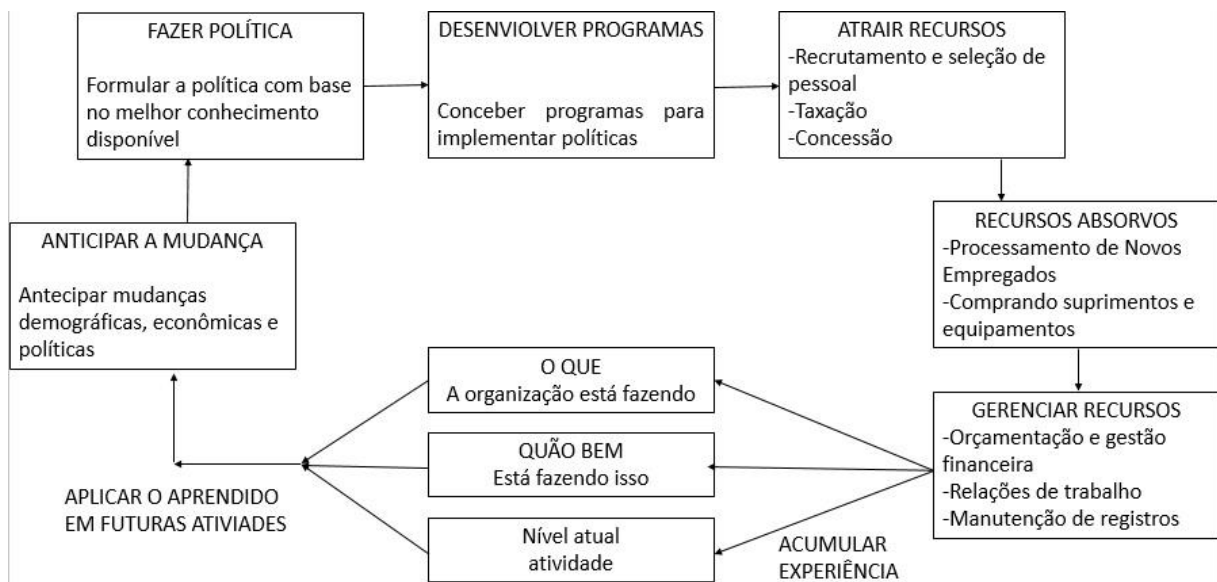 FAZER POLÍTICA
Formular a política com base
no melhor conhecimento
disponível
DESENVIOLVER PROGRAMAS
Conceber programas para
implementar políticas
ATRAIR RECURSOS
-Recrutamento e seleção de
pessoal
-Taxação
-Concessão
RECURSOS ABSORVOS
-Processamento de Novos
Empregados
-Comprando suprimentos e
equipamentos
GERENCIAR RECURSOS
-Orçamentação e gestão
financeira
-Relações de trabalho
-Manutenção de registros
ACUMULAR
EXPERIÊNCIA
O QUE
A organização está fazendo
QUÃO BEM
Está fazendo isso
Nível atual
atividade
APLICAR O APRENDIDO
EM FUTURAS ATIVIADES
ANTICIPAR A MUDANÇA
Antecipar mudanças
demográficas, econômicas e
políticas